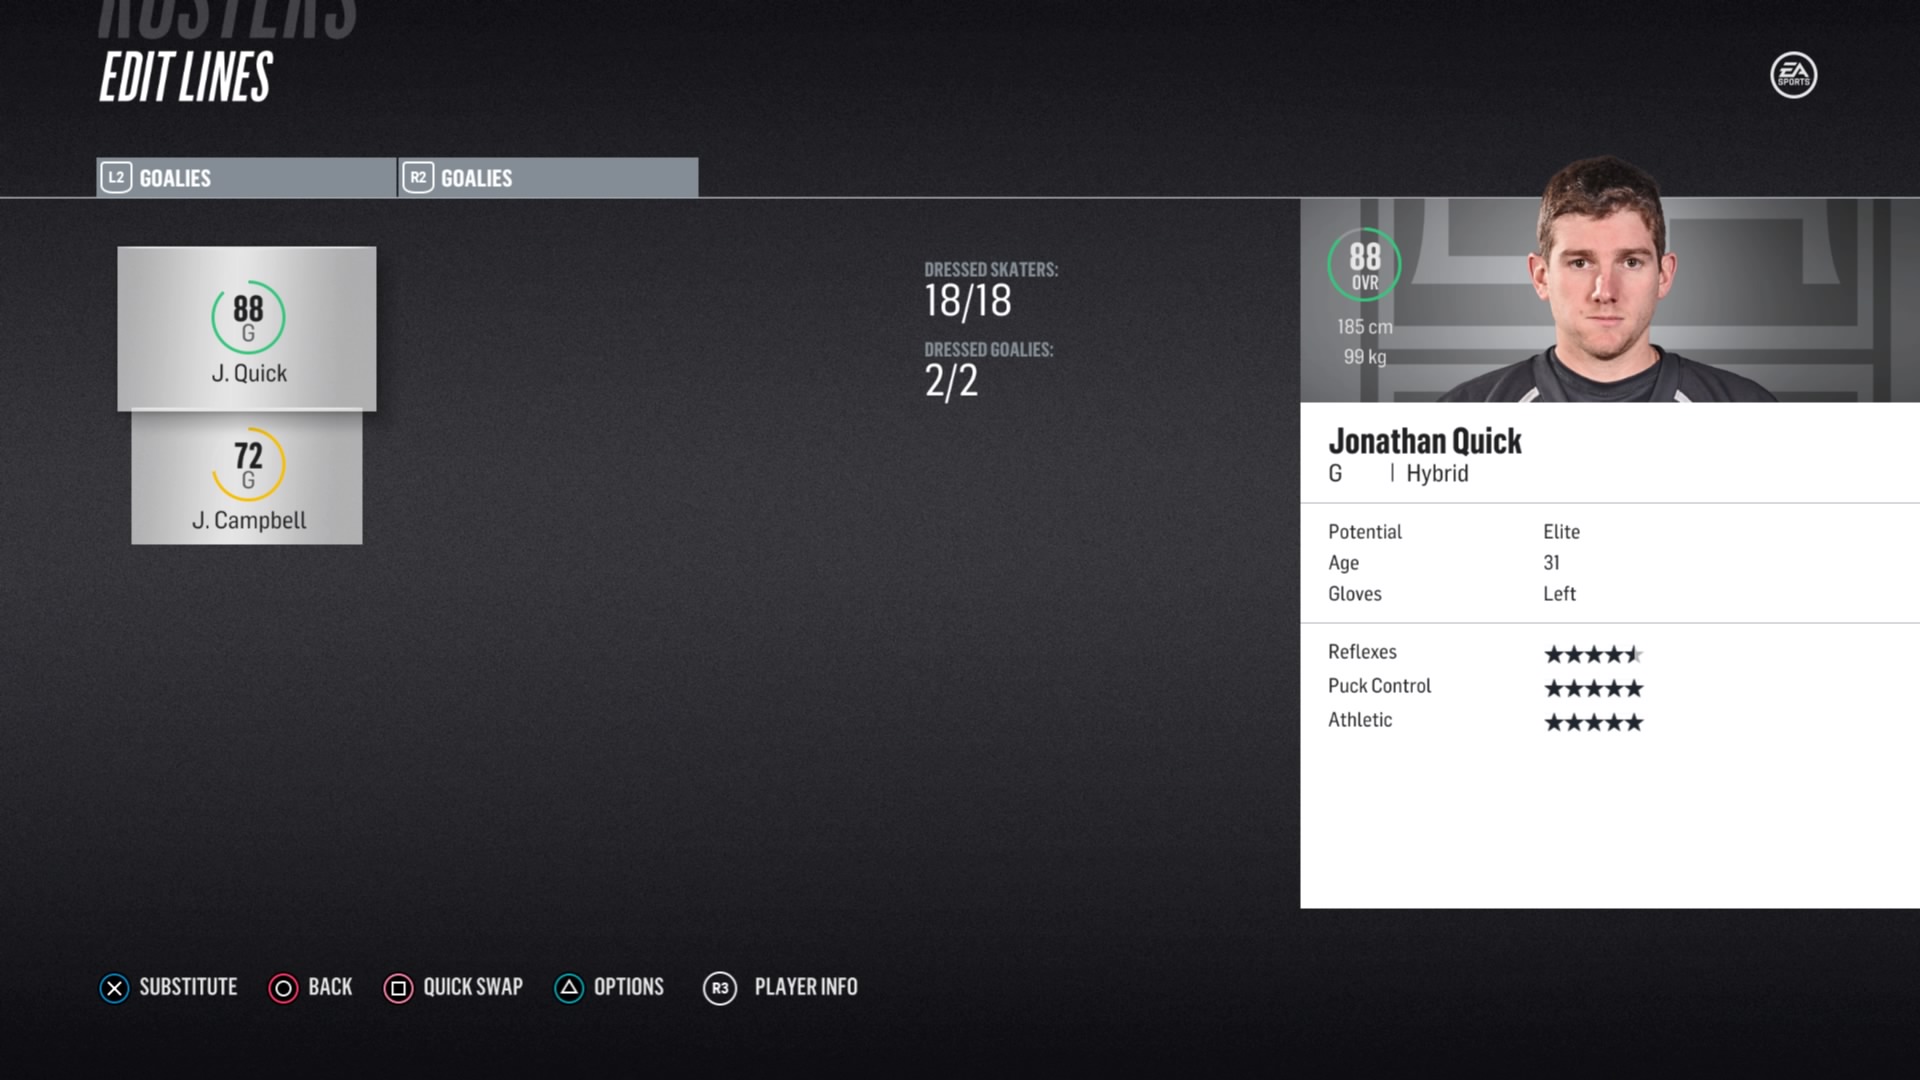 ROSTERS
EDIT LINES
EA
SPORTS
L2 GOALIES
R2 GOALIES
88
G
J. Quick
72
G
J. Campbell
DRESSED SKATERS:
18/18
DRESSED GOALIES:
2/2
88
OVR
185 cm
99 kg
Jonathan Quick
G | Hybrid
Potential Elite
Age 31
Gloves Left
Reflexes
Puck Control
Athletic
SUBSTITUTE BACK QUICK SWAP OPTIONS R3 PLAYER INFO